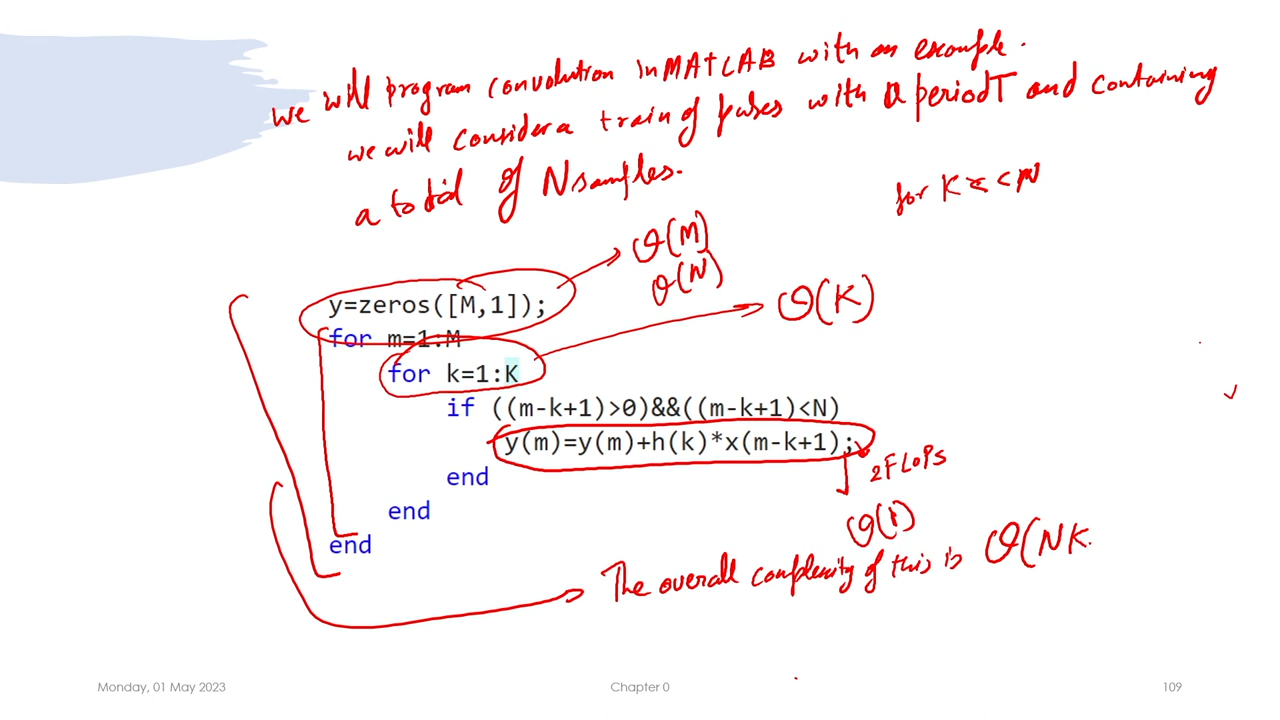 we will program convolution in MATLAB with an example.
we will consider a train of pulses with a period T and containing
a total of N samples.
for K << N
O(M)
O(N)
y=zeros([M,1]);
O(K)
for m=1:M
for k=1:K
if ((m-k+1)>0)&&((m-k+1)<N)
y(m)=y(m)+h(k)*x(m-k+1);
2 FLOPs
end
O(1)
end
end
The overall complexity of this is O(NK
Monday, 01 May 2023
Chapter 0
109